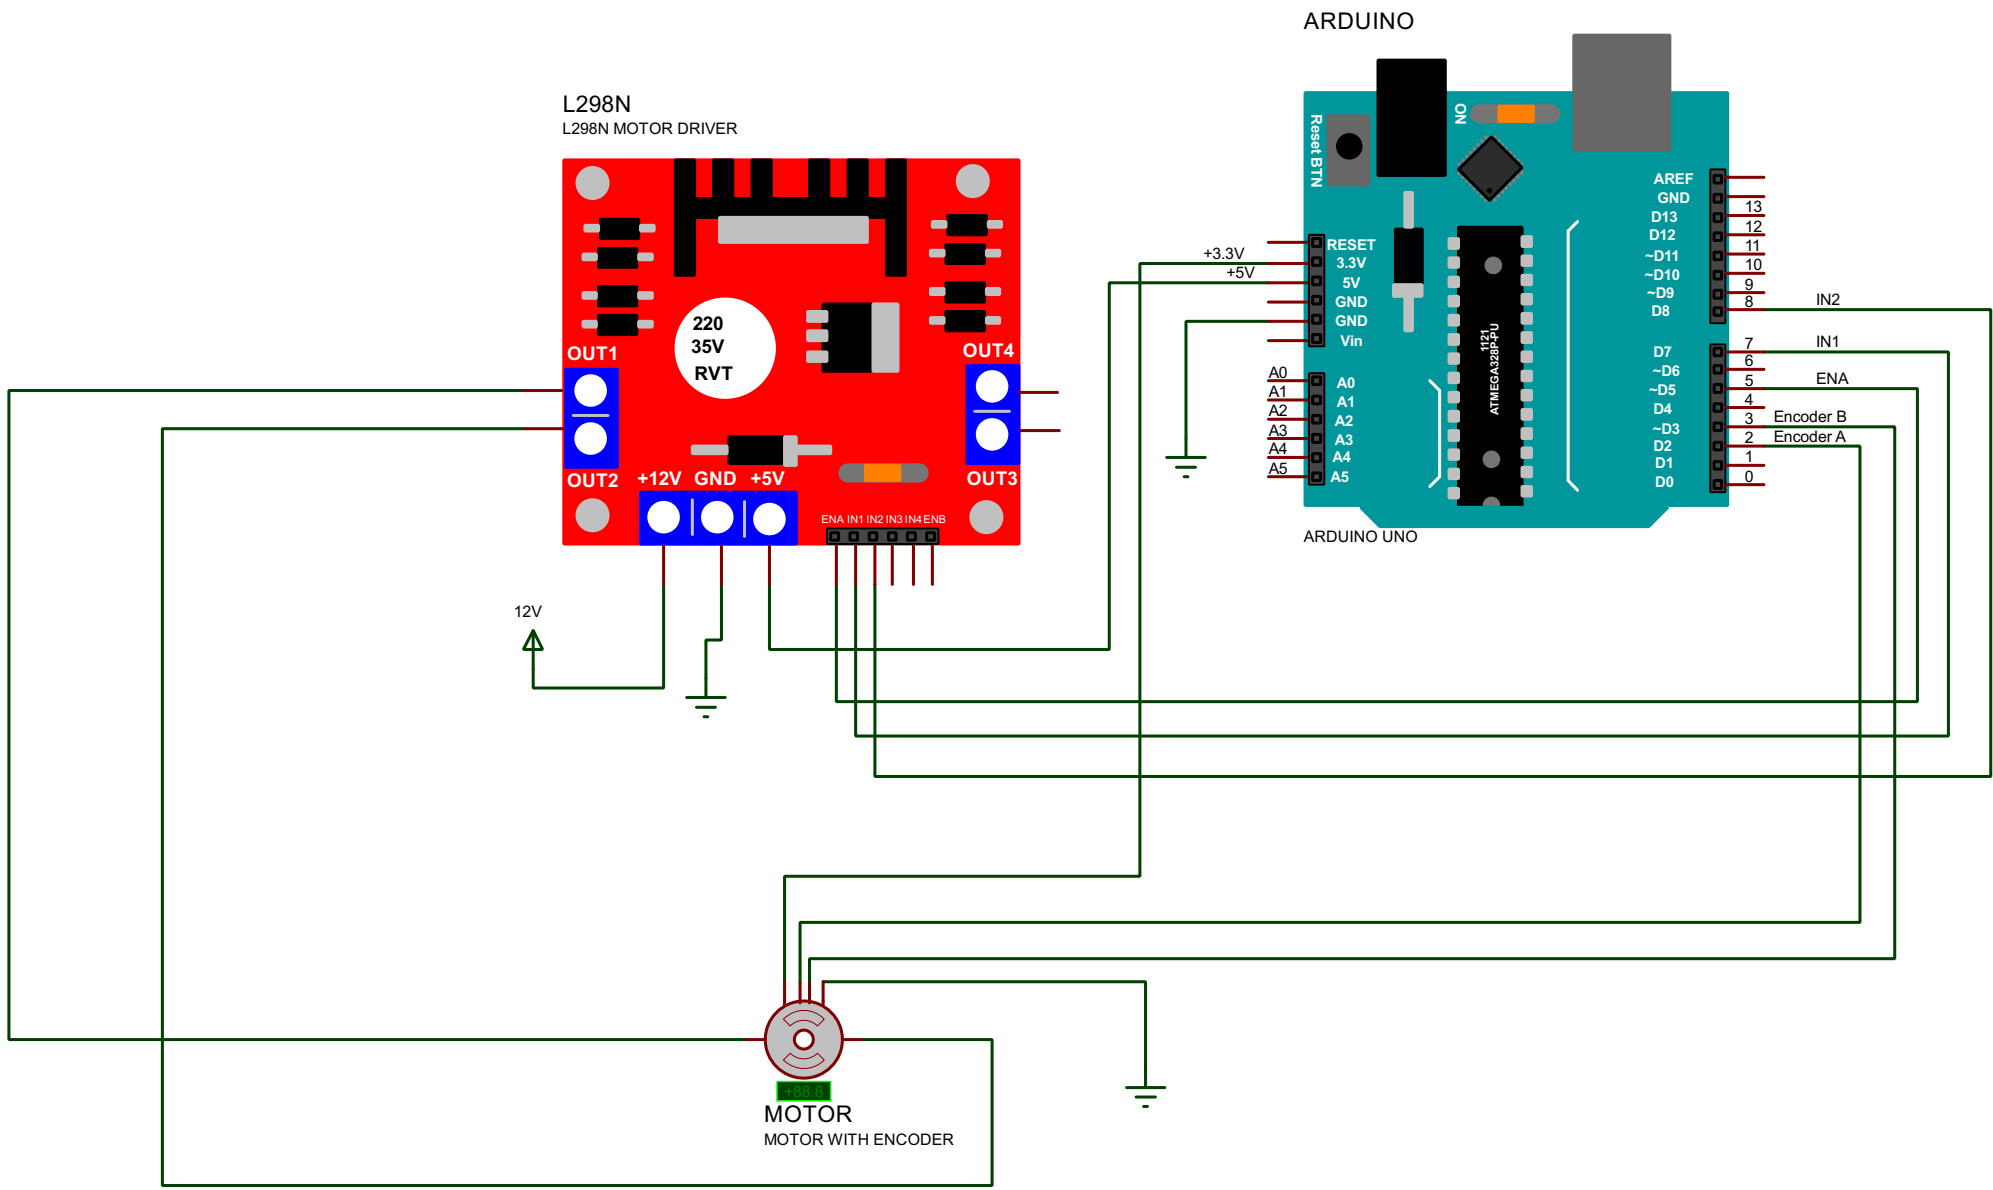 ARDUINO
L298N
L298N MOTOR DRIVER
220
35V
RVT
OUT1
OUT2
OUT4
OUT3
+12V GND +5V
ENA IN1 IN2 IN3 IN4 ENB
12V
Reset BTN
ON
RESET
+3.3V 3.3V
+5V 5V
GND
GND
Vin
A0 A0
A1 A1
A2 A2
A3 A3
A4 A4
A5 A5
1121
ATMEGA328P-PU
AREF
GND
D13 13
D12 12
~D11 11
~D10 10
~D9 9
D8 8 IN2
D7 7 IN1
~D6 6
~D5 5 ENA
D4 4
~D3 3 Encoder B
D2 2 Encoder A
D1 1
D0 0
ARDUINO UNO
+88.8
MOTOR
MOTOR WITH ENCODER